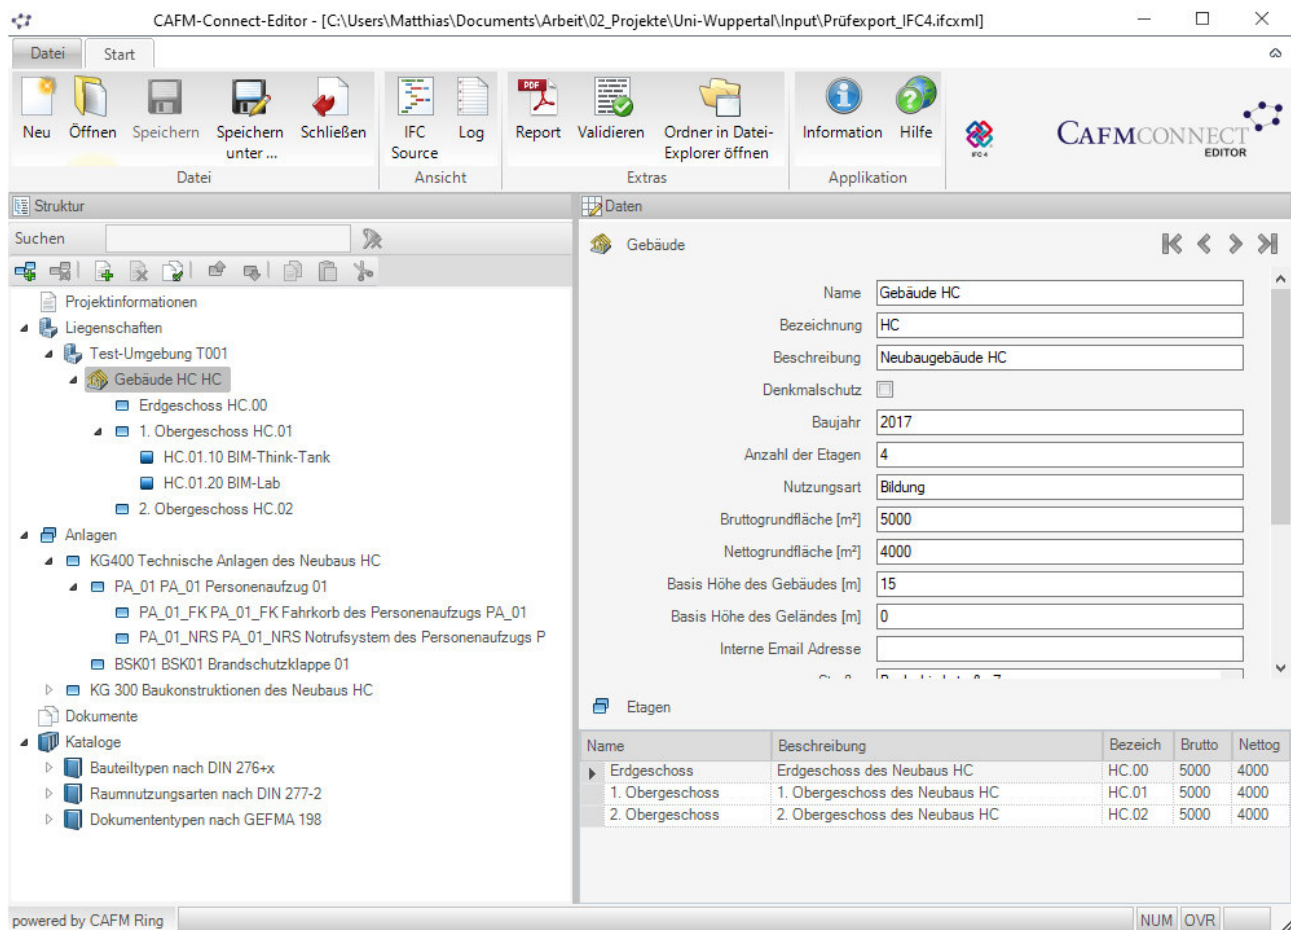 CAFM-Connect-Editor - [C:\Users\Matthias\Documents\Arbeit\02_Projekte\Uni-Wuppertal\Input\Prüfexport_IFC4.ifcxml]
Datei Start
Neu Öffnen Speichern Speichern unter ... Schließen IFC Source Log PDF Report Validieren Ordner in Datei-Explorer öffnen Information Hilfe IFC 4 CAFMCONNECT EDITOR
Datei Ansicht Extras Applikation
Struktur
Suchen
Projektinformationen
Liegenschaften
Test-Umgebung T001
Gebäude HC HC
Erdgeschoss HC.00
1. Obergeschoss HC.01
HC.01.10 BIM-Think-Tank
HC.01.20 BIM-Lab
2. Obergeschoss HC.02
Anlagen
KG400 Technische Anlagen des Neubaus HC
PA_01 PA_01 Personenaufzug 01
PA_01_FK PA_01_FK Fahrkorb des Personenaufzugs PA_01
PA_01_NRS PA_01_NRS Notrufsystem des Personenaufzugs P
BSK01 BSK01 Brandschutzklappe 01
KG 300 Baukonstruktionen des Neubaus HC
Dokumente
Kataloge
Bauteiltypen nach DIN 276+x
Raumnutzungsarten nach DIN 277-2
Dokumententypen nach GEFMA 198
Daten
Gebäude
Name Gebäude HC
Bezeichnung HC
Beschreibung Neubaugebäude HC
Denkmalschutz
Baujahr 2017
Anzahl der Etagen 4
Nutzungsart Bildung
Bruttogrundfläche [m²] 5000
Nettogrundfläche [m²] 4000
Basis Höhe des Gebäudes [m] 15
Basis Höhe des Geländes [m] 0
Interne Email Adresse
Etagen
Name Beschreibung Bezeich Brutto Nettog
Erdgeschoss Erdgeschoss des Neubaus HC HC.00 5000 4000
1. Obergeschoss 1. Obergeschoss des Neubaus HC HC.01 5000 4000
2. Obergeschoss 2. Obergeschoss des Neubaus HC HC.02 5000 4000
powered by CAFM Ring NUM OVR